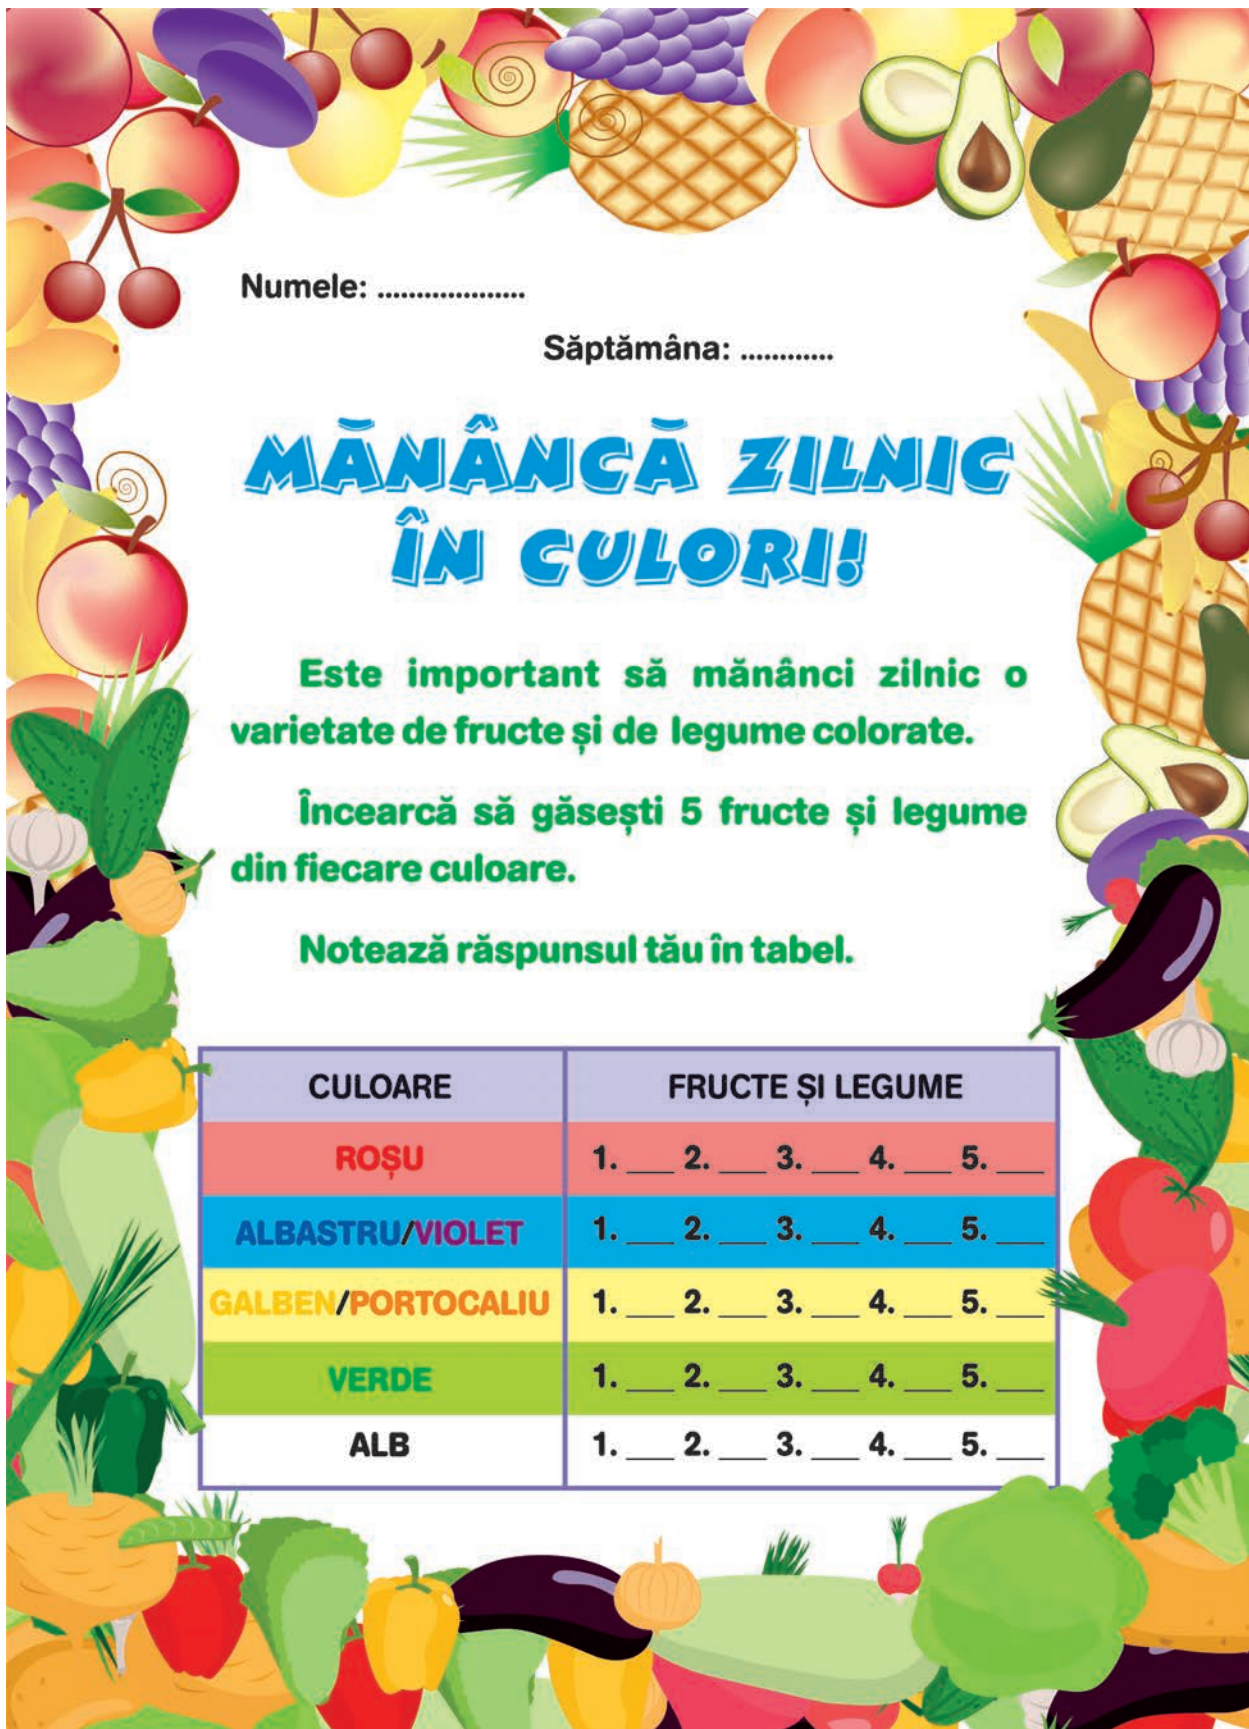 Numele: ...................
Săptămâna: ............
MĂNÂNCĂ ZILNIC
ÎN CULORI!
Este important să mănânci zilnic o
varietate de fructe și de legume colorate.
Încearcă să găsești 5 fructe și legume
din fiecare culoare.
Notează răspunsul tău în tabel.
CULOARE FRUCTE ȘI LEGUME
ROȘU 1. ___ 2. ___ 3. ___ 4. ___ 5. ___
ALBASTRU/VIOLET 1. ___ 2. ___ 3. ___ 4. ___ 5. ___
GALBEN/PORTOCALIU 1. ___ 2. ___ 3. ___ 4. ___ 5. ___
VERDE 1. ___ 2. ___ 3. ___ 4. ___ 5. ___
ALB 1. ___ 2. ___ 3. ___ 4. ___ 5. ___